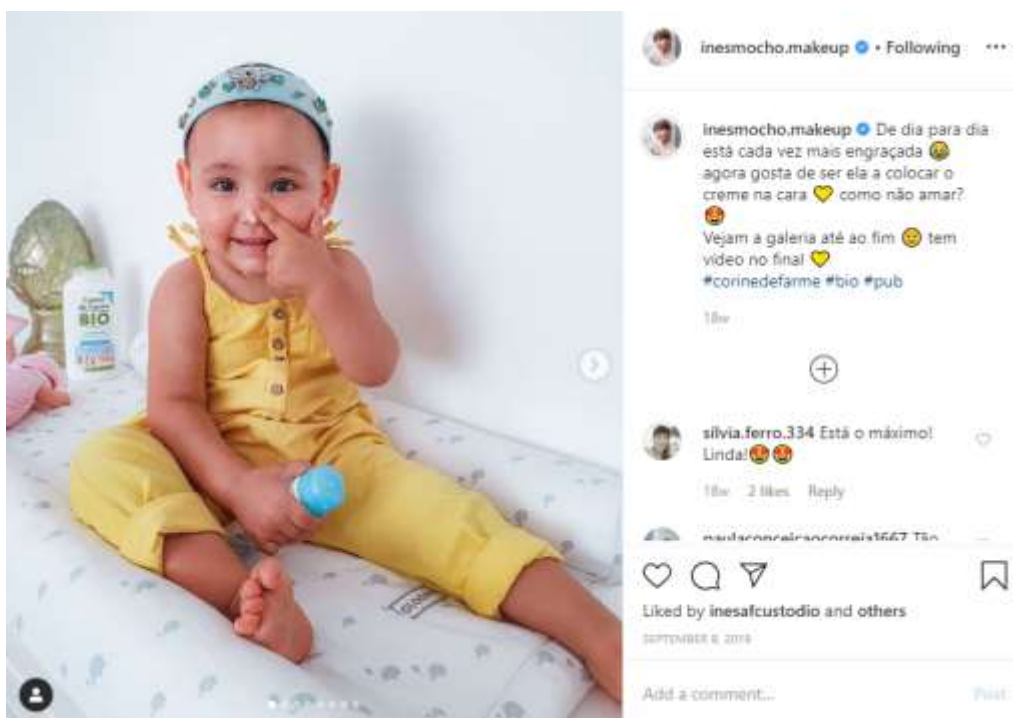 inesmocho.makeup • Following
inesmocho.makeup De dia para dia
está cada vez mais engraçada 😂
agora gosta de ser ela a colocar o
creme na cara 💛 como não amar?
🤩
Vejam a galeria até ao fim 🙂 tem
vídeo no final 💛
#corinedefarme #bio #pub
18w
silvia.ferro.334 Está o máximo!
Linda!🤩🤩
18w 2 likes Reply
paulaconceicaocorreia1667 Tão
Liked by inesafcustodio and others
Add a comment... Post
BIO